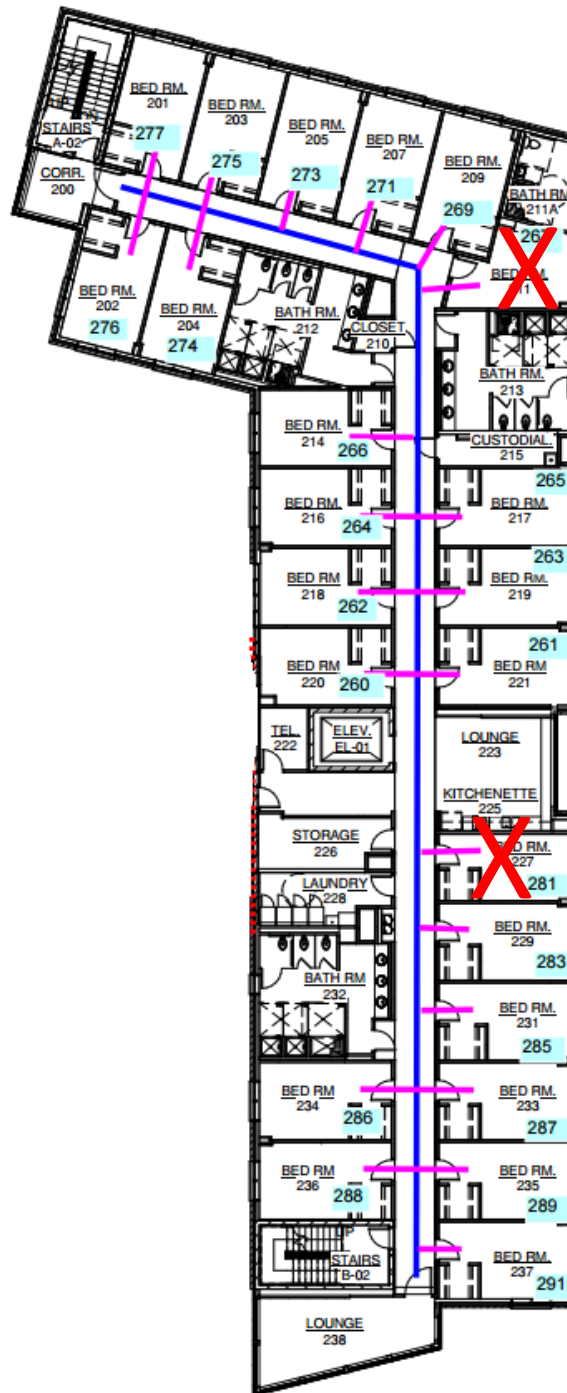 BED RM.
201
277
BED RM.
203
275
BED RM.
205
273
BED RM.
207
271
BED RM.
209
269
UP
STAIRS
A-02
CORR.
200
BATH RM
211A
BED RM.
202
276
BED RM.
204
274
BATH RM.
212
CLOSET
210
BATH RM.
213
BED RM.
214
266
CUSTODIAL.
215
265
BED RM.
216
264
BED RM.
217
263
BED RM
218
262
BED RM.
219
261
BED RM
220
260
BED RM
221
TEL.
222
ELEV.
EL-01
LOUNGE
223
KITCHENETTE
225
STORAGE
226
RM.
227
281
LAUNDRY
228
BED RM.
229
283
BATH RM
232
BED RM.
231
285
BED RM
234
286
BED RM.
233
287
BED RM
236
288
BED RM.
235
289
UP
STAIRS
B-02
BED RM.
237
291
LOUNGE
238